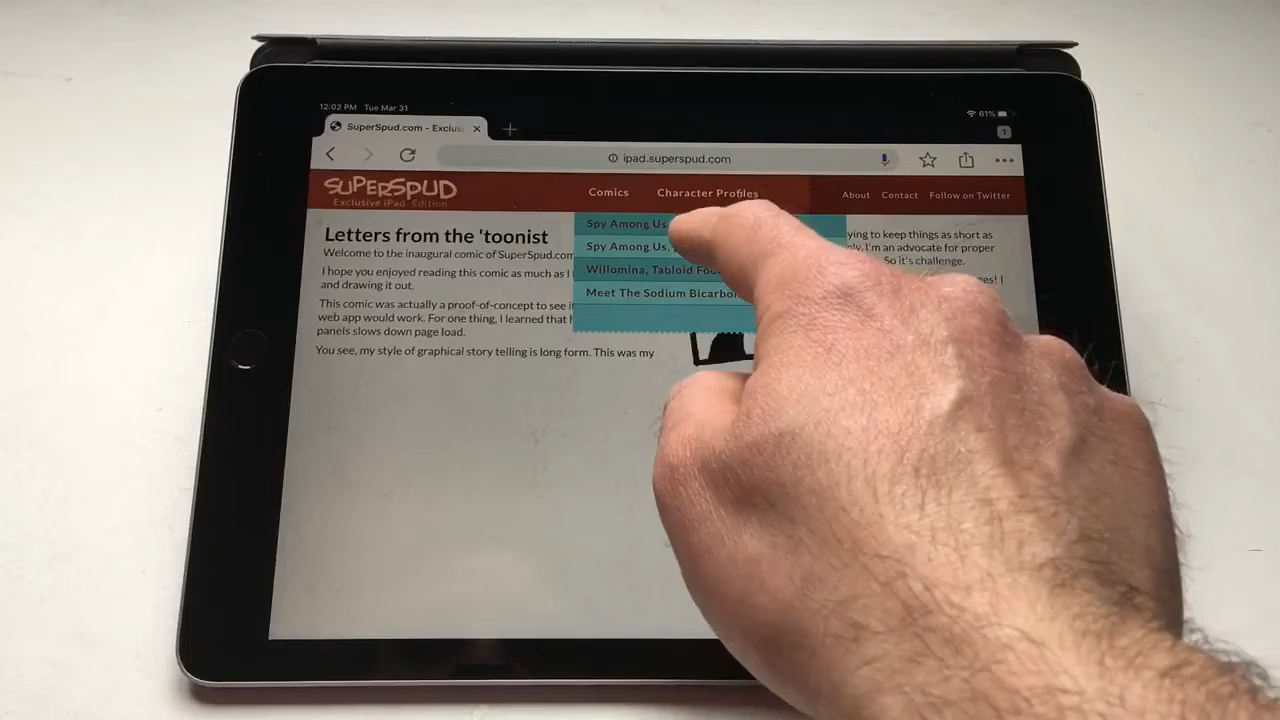 12:02 PM Tue Mar 31
61%
SuperSpud.com - Exclus
1
ipad.superspud.com
SUPERSPUD
Exclusive iPad Edition
Comics
Character Profiles
About
Contact
Follow on Twitter
Spy Among Us
Spy Among Us,
Willomina, Tabloid
Meet The Sodium
Letters from the 'toonist
Welcome to the inaugural comic of SuperSpud.com
I hope you enjoyed reading this comic as much as I
and drawing it out.
This comic was actually a proof-of-concept to see
web app would work. For one thing, I learned that
panels slows down page load.
You see, my style of graphical story telling is long form. This was my
to keep things as short as
I'm an advocate for proper
So it's challenge.
I